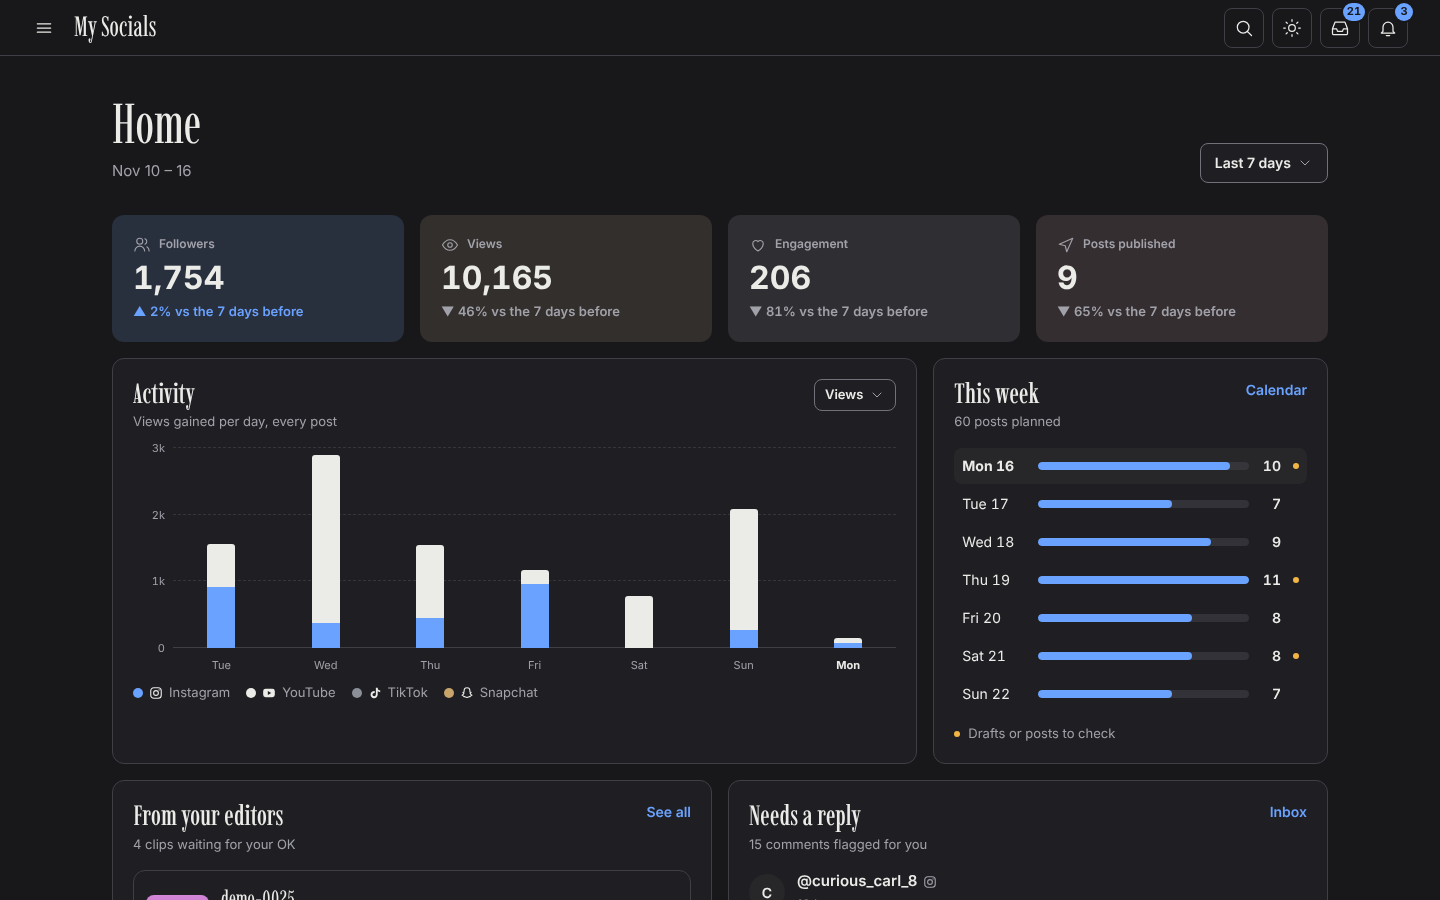 My Socials
21
3
Home
Nov 10 – 16
Last 7 days
Followers
1,754
▲ 2% vs the 7 days before
Views
10,165
▼ 46% vs the 7 days before
Engagement
206
▼ 81% vs the 7 days before
Posts published
9
▼ 65% vs the 7 days before
Activity
Views
Views gained per day, every post
3k
2k
1k
0
Tue Wed Thu Fri Sat Sun Mon
Instagram YouTube TikTok Snapchat
This week
Calendar
60 posts planned
Mon 16 10
Tue 17 7
Wed 18 9
Thu 19 11
Fri 20 8
Sat 21 8
Sun 22 7
Drafts or posts to check
From your editors
See all
4 clips waiting for your OK
demo-0025
Needs a reply
Inbox
15 comments flagged for you
C
@curious_carl_8